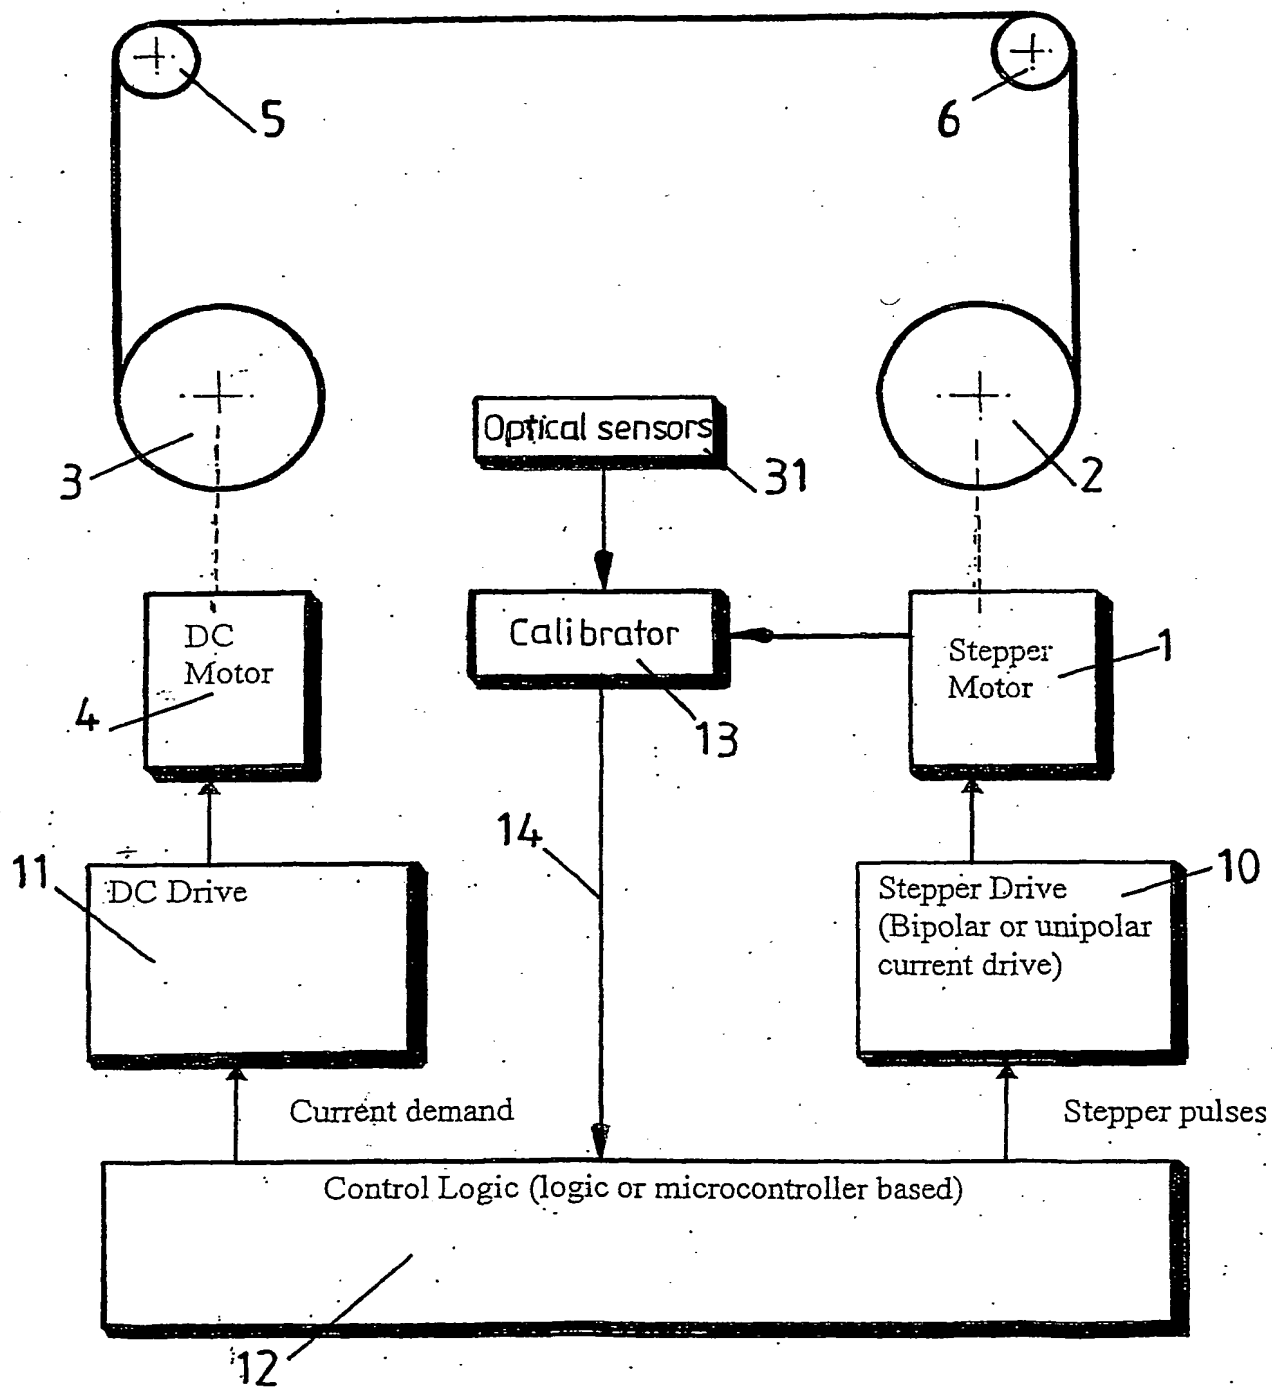 5
6
3
Optical sensors
31
2
DC
Motor
4
Calibrator
13
Stepper
Motor
1
14
11
DC Drive
Stepper Drive
(Bipolar or unipolar
current drive)
10
Current demand
Stepper pulses
Control Logic (logic or microcontroller based)
12